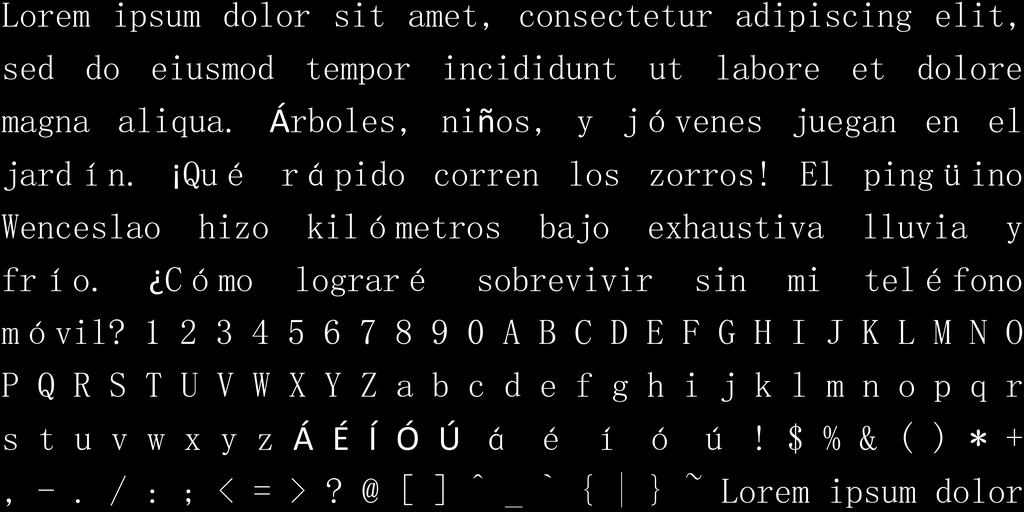 Lorem ipsum dolor sit amet, consectetur adipiscing elit,
sed do eiusmod tempor incididunt ut labore et dolore
magna aliqua. Árboles, niños, y jóvenes juegan en el
jardín. ¡Qué rápido corren los zorros! El pingüino
Wenceslao hizo kilómetros bajo exhaustiva lluvia y
frío. ¿Cómo lograré sobrevivir sin mi teléfono
móvil? 1 2 3 4 5 6 7 8 9 0 A B C D E F G H I J K L M N O
P Q R S T U V W X Y Z a b c d e f g h i j k l m n o p q r
s t u v w x y z Á É Í Ó Ú á é í ó ú ! $ % & ( ) * +
, - . / : ; < = > ? @ [ ] ^ _ ` { | } ~ Lorem ipsum dolor